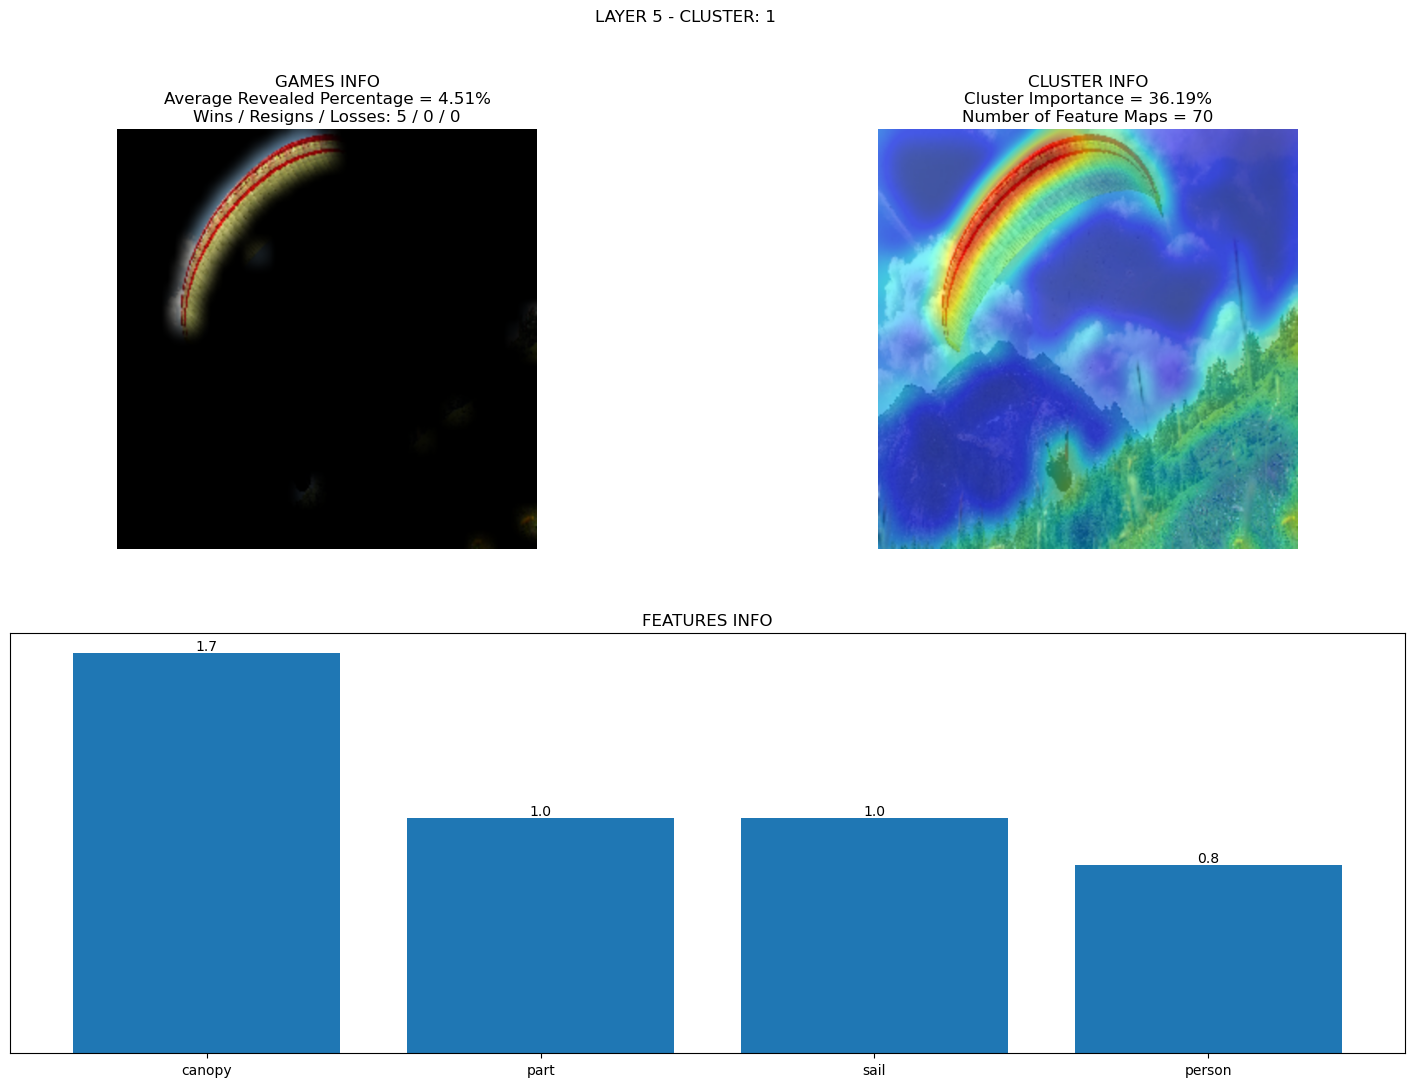 LAYER 5 - CLUSTER: 1
GAMES INFO
Average Revealed Percentage = 4.51%
Wins / Resigns / Losses: 5 / 0 / 0
CLUSTER INFO
Cluster Importance = 36.19%
Number of Feature Maps = 70
FEATURES INFO
1.7
1.0
1.0
0.8
canopy
part
sail
person